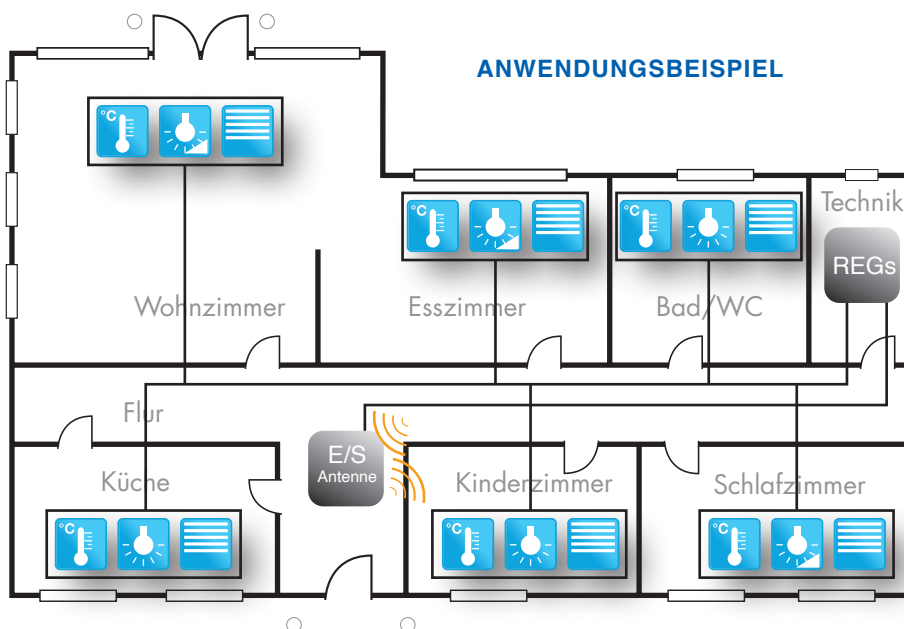 ANWENDUNGSBEISPIEL
°C
°C
°C
Technik
REGs
Wohnzimmer
Esszimmer
Bad/WC
Flur
E/S
Antenne
Küche
Kinderzimmer
Schlafzimmer
°C
°C
°C